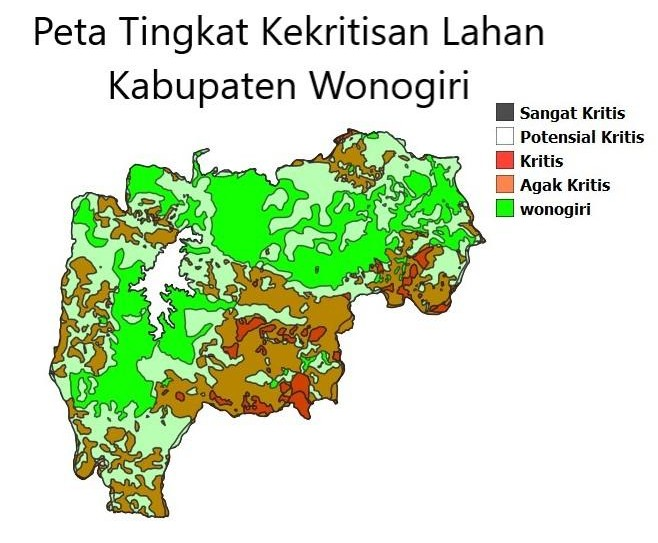 Peta Tingkat Kekritisan Lahan
Kabupaten Wonogiri
Sangat Kritis
Potensial Kritis
Kritis
Agak Kritis
wonogiri